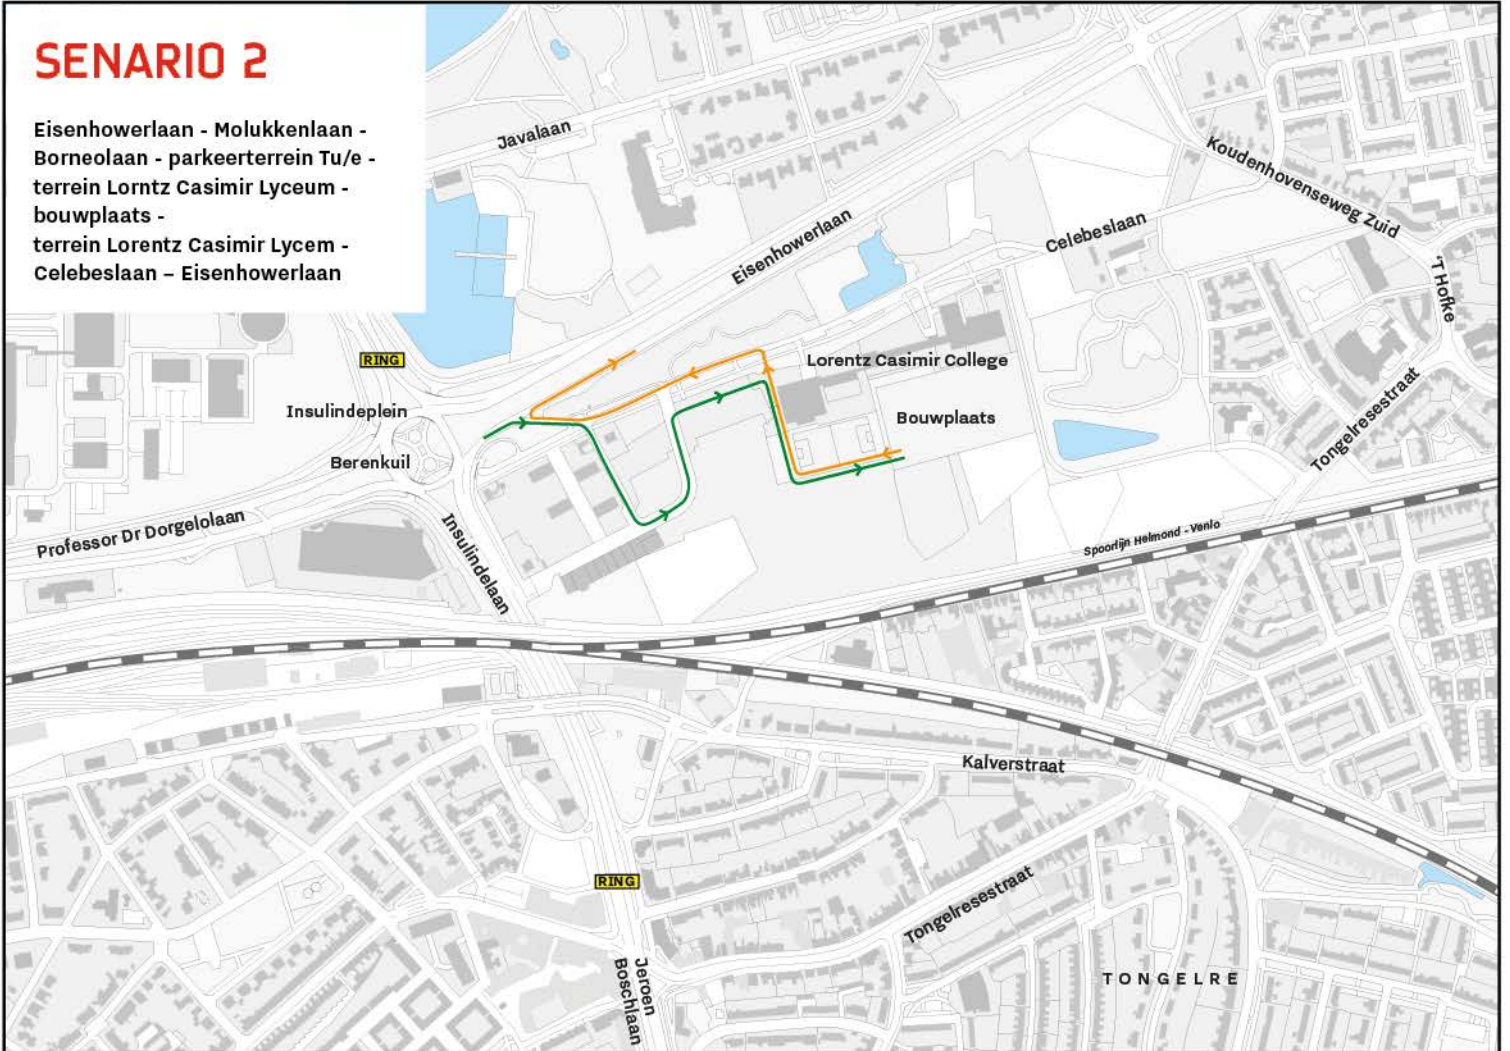 SENARIO 2
Eisenhowerlaan - Molukkenlaan -
Borneolaan - parkeerterrein Tu/e -
terrein Lorntz Casimir Lyceum -
bouwplaats -
terrein Lorentz Casimir Lycem -
Celebeslaan – Eisenhowerlaan
Javalaan
Koudenhovenseweg Zuid
Eisenhowerlaan
Celebeslaan
'T Hofke
RING
Lorentz Casimir College
Insulindeplein
Bouwplaats
Tongelresestraat
Berenkuil
Professor Dr Dorgelolaan
Insulindelaan
Spoorlijn Helmond - Venlo
Kalverstraat
RING
Tongelresestraat
Jeroen
Boschlaan
TONGELRE